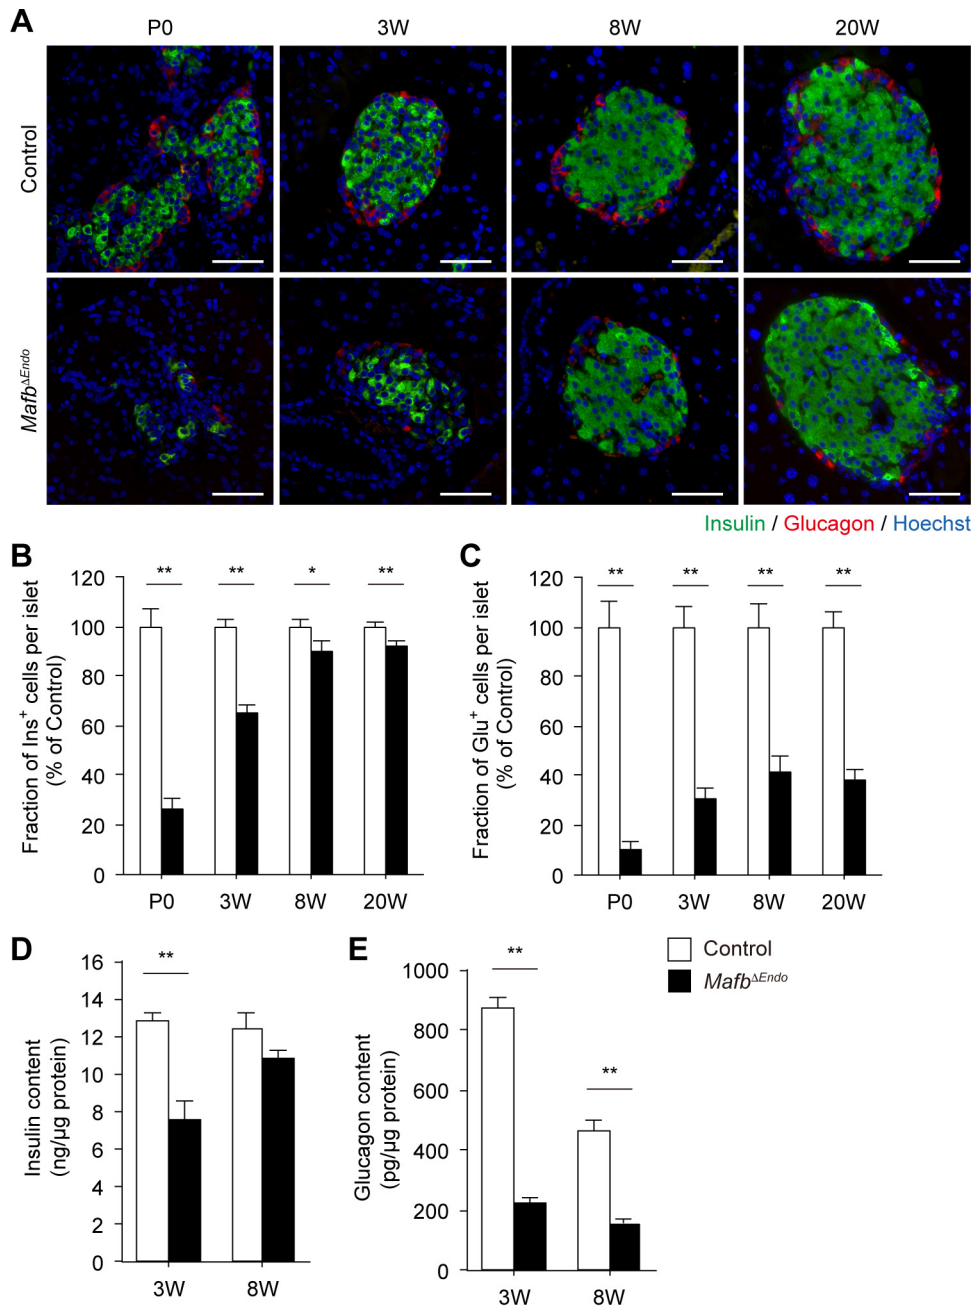 A
P0 3W 8W 20W
Control
Mafb^ΔEndo
Insulin / Glucagon / Hoechst
B
Fraction of Ins⁺ cells per islet
(% of Control)
120
100
80
60
40
20
0
** ** * **
P0 3W 8W 20W
C
Fraction of Glu⁺ cells per islet
(% of Control)
120
100
80
60
40
20
0
** ** ** **
P0 3W 8W 20W
D
Insulin content
(ng/µg protein)
16
14
12
10
8
6
4
2
0
**
3W 8W
E
Glucagon content
(pg/µg protein)
1000
800
600
400
200
0
**
**
3W 8W
Control
Mafb^ΔEndo